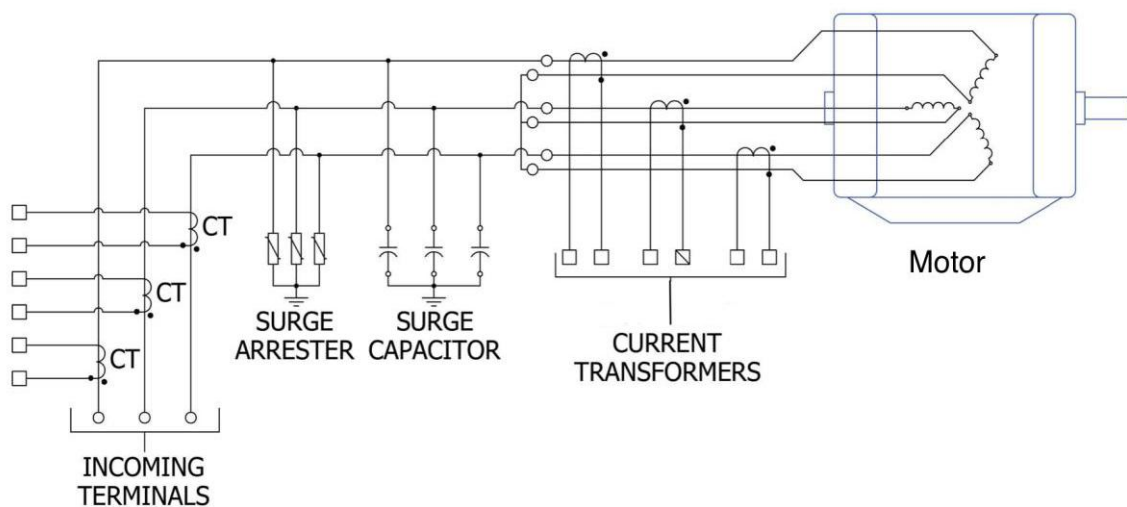 Motor
CT
CT
CT
SURGE
ARRESTER
SURGE
CAPACITOR
CURRENT
TRANSFORMERS
INCOMING
TERMINALS